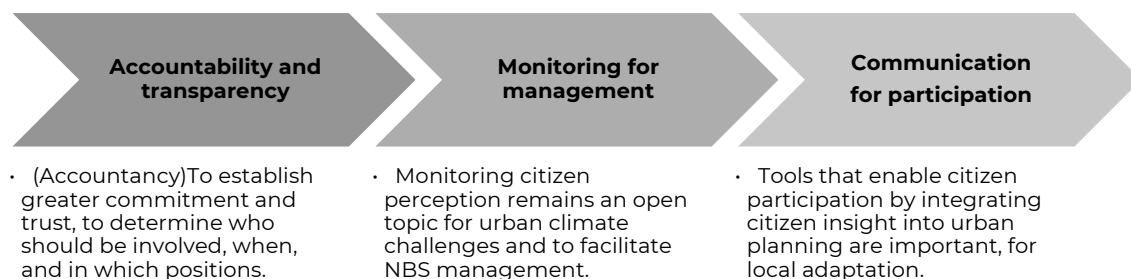 Accountability and
transparency
Monitoring for
management
Communication
for participation
• (Accountancy)To establish
greater commitment and
trust, to determine who
should be involved, when,
and in which positions.
• Monitoring citizen
perception remains an open
topic for urban climate
challenges and to facilitate
NBS management.
• Tools that enable citizen
participation by integrating
citizen insight into urban
planning are important, for
local adaptation.